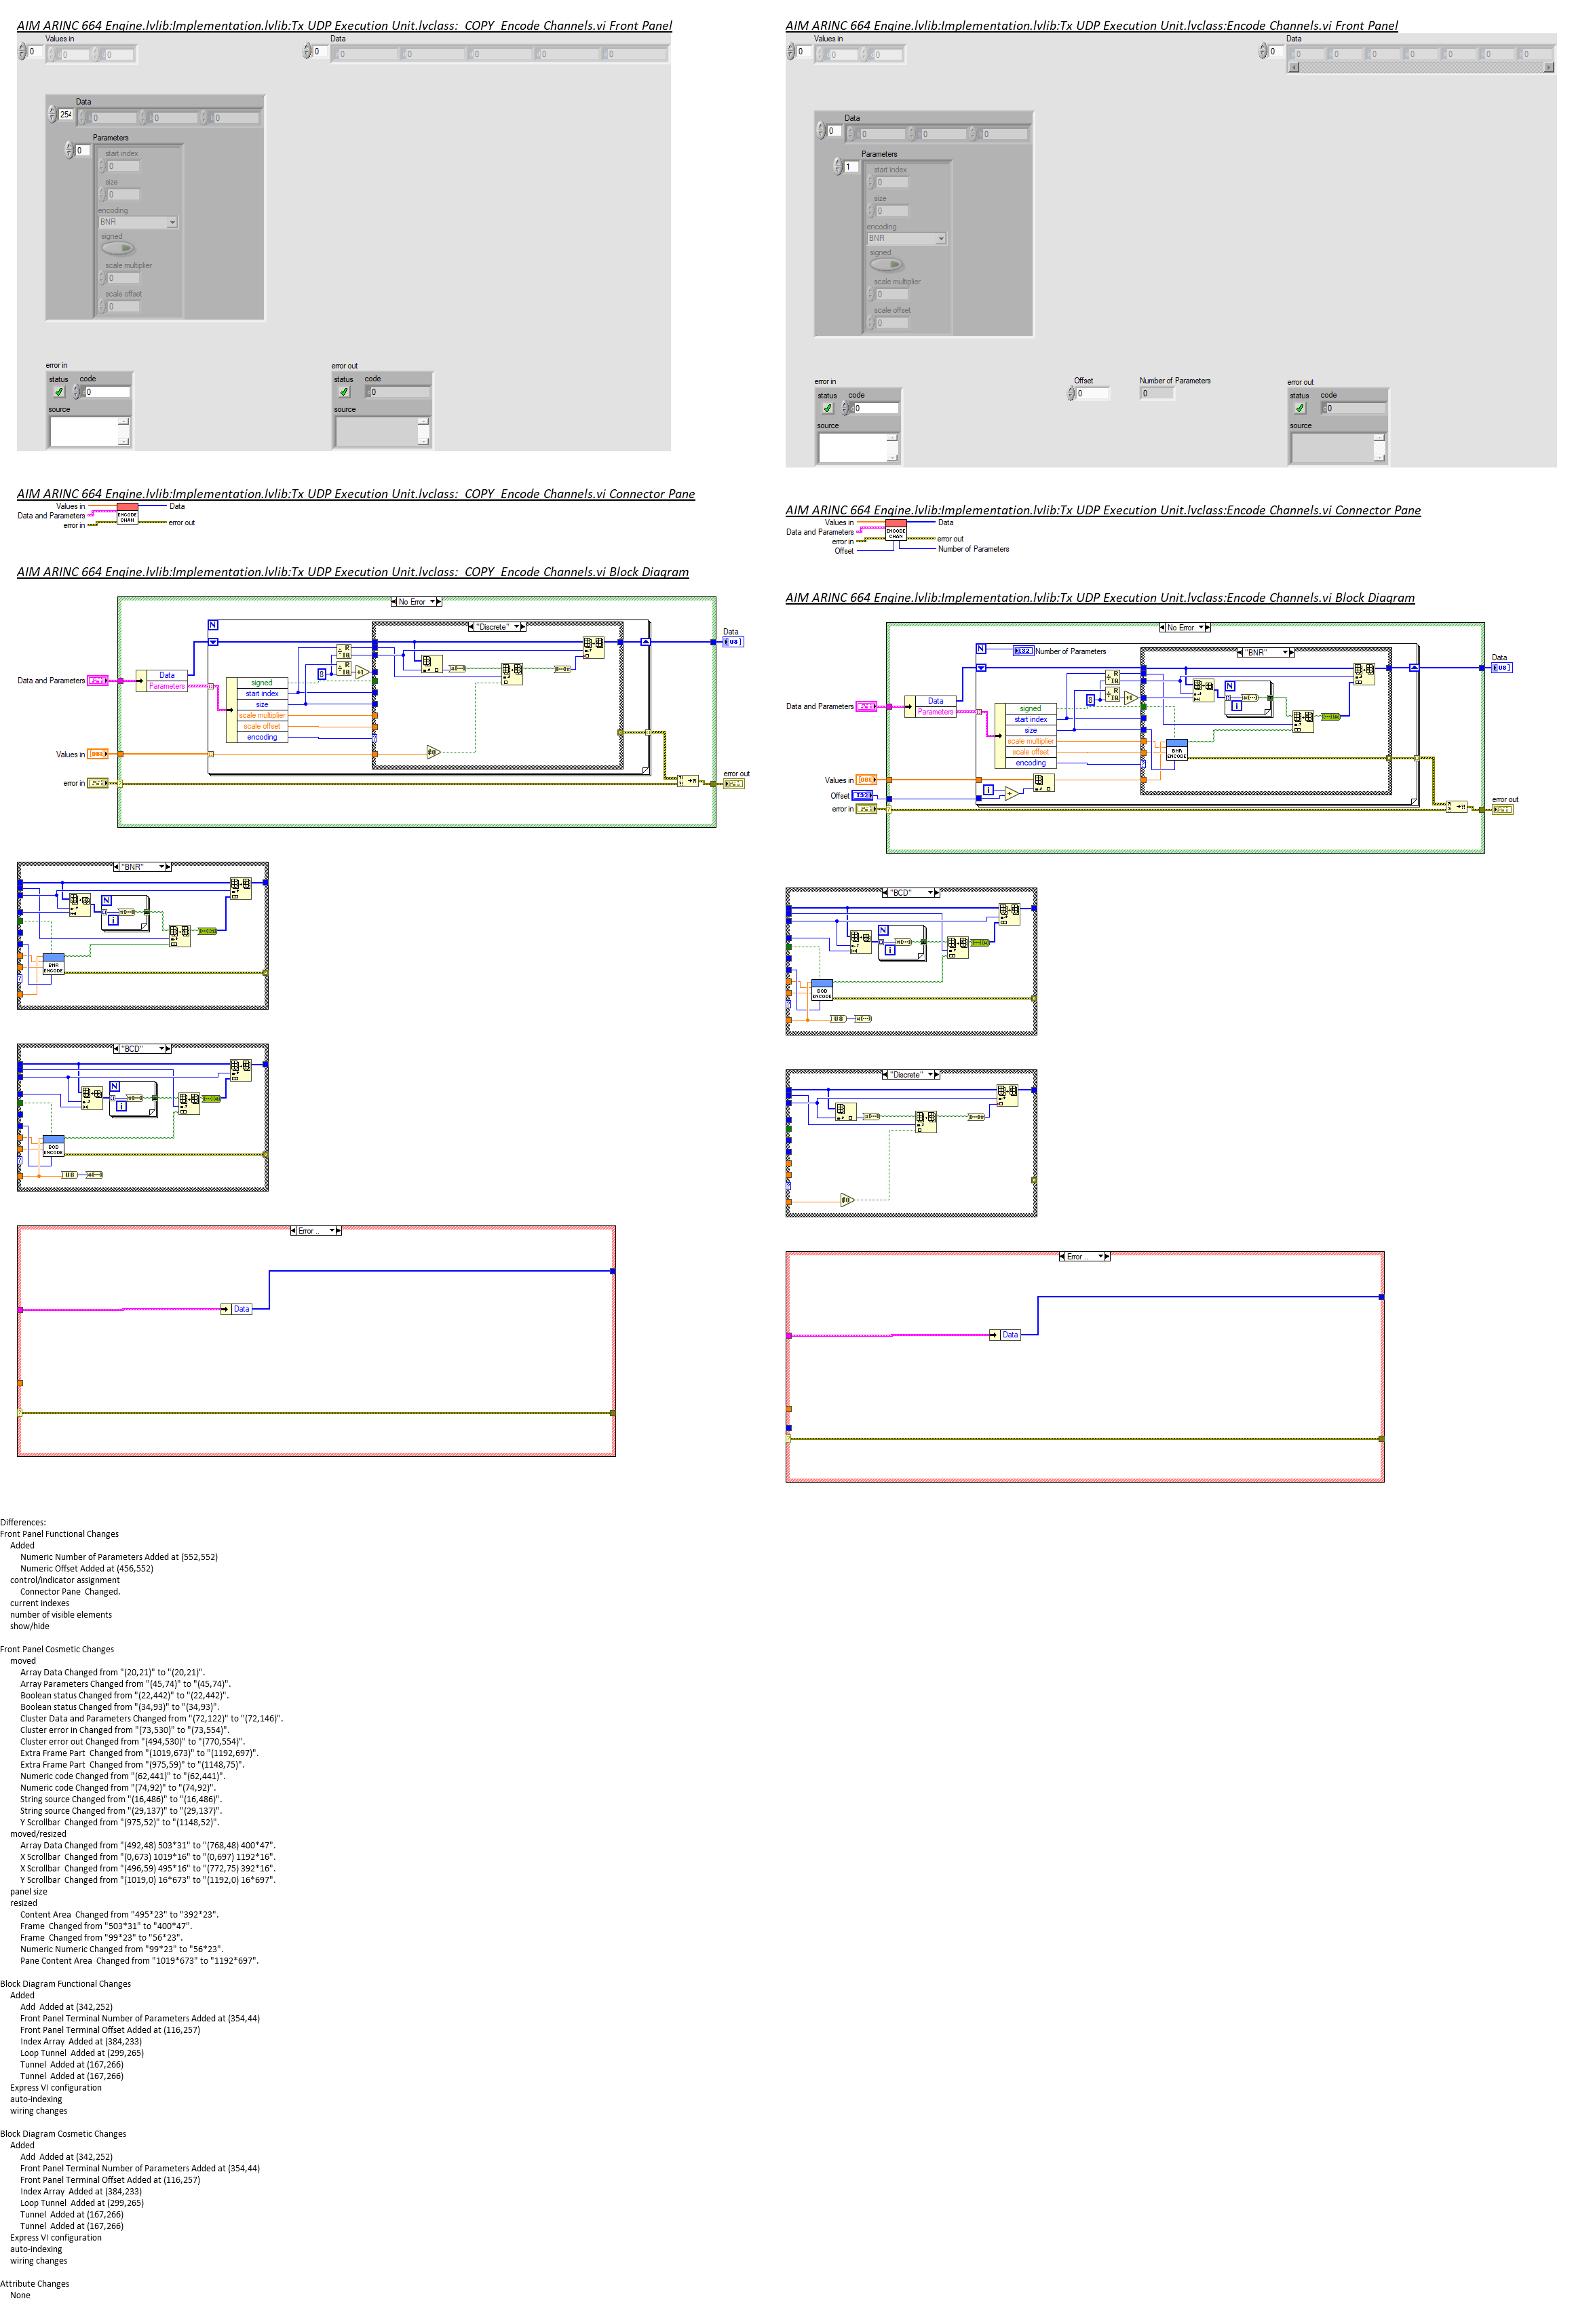 AIM ARINC 664 Engine.lvlib:Implementation.lvlib:Tx UDP Execution Unit.lvclass:_COPY_Encode Channels.vi Front Panel
Values in
0
0
0
Data
0
0
0
0
0
0
Data
254
0
0
0
Parameters
0
start index
0
size
0
encoding
BNR
signed
scale multiplier
0
scale offset
0
error in
status code
0
source
error out
status code
0
source
AIM ARINC 664 Engine.lvlib:Implementation.lvlib:Tx UDP Execution Unit.lvclass:_COPY_Encode Channels.vi Connector Pane
Values in
Data and Parameters
error in
ENCODE
CHAN
Data
error out
AIM ARINC 664 Engine.lvlib:Implementation.lvlib:Tx UDP Execution Unit.lvclass:_COPY_Encode Channels.vi Block Diagram
No Error
N
"Discrete"
Data
U8
Data and Parameters
Data
Parameters
signed
start index
size
scale multiplier
scale offset
encoding
R
IQ
R
IQ
8
+1
Values in
DBL
≠0
error in
error out
"BNR"
N
i
BNR
ENCODE
"BCD"
N
i
BCD
ENCODE
U8
Error ..
Data
AIM ARINC 664 Engine.lvlib:Implementation.lvlib:Tx UDP Execution Unit.lvclass:Encode Channels.vi Front Panel
Values in
0
0
0
Data
0
0
0
0
0
0
0
Data
0
0
0
0
Parameters
1
start index
0
size
0
encoding
BNR
signed
scale multiplier
0
scale offset
0
error in
status code
0
source
Offset
0
Number of Parameters
0
error out
status code
0
source
AIM ARINC 664 Engine.lvlib:Implementation.lvlib:Tx UDP Execution Unit.lvclass:Encode Channels.vi Connector Pane
Values in
Data and Parameters
error in
Offset
ENCODE
CHAN
Data
error out
Number of Parameters
AIM ARINC 664 Engine.lvlib:Implementation.lvlib:Tx UDP Execution Unit.lvclass:Encode Channels.vi Block Diagram
No Error
N
I32
Number of Parameters
"BNR"
Data
U8
Data and Parameters
Data
Parameters
signed
start index
size
scale multiplier
scale offset
encoding
R
IQ
R
IQ
8
+1
N
i
BNR
ENCODE
Values in
DBL
Offset
I32
i
+
error in
error out
"BCD"
N
i
BCD
ENCODE
U8
"Discrete"
≠0
Error ..
Data
Differences:
Front Panel Functional Changes
Added
Numeric Number of Parameters Added at (552,552)
Numeric Offset Added at (456,552)
control/indicator assignment
Connector Pane  Changed.
current indexes
number of visible elements
show/hide
Front Panel Cosmetic Changes
moved
Array Data Changed from "(20,21)" to "(20,21)".
Array Parameters Changed from "(45,74)" to "(45,74)".
Boolean status Changed from "(22,442)" to "(22,442)".
Boolean status Changed from "(34,93)" to "(34,93)".
Cluster Data and Parameters Changed from "(72,122)" to "(72,146)".
Cluster error in Changed from "(73,530)" to "(73,554)".
Cluster error out Changed from "(494,530)" to "(770,554)".
Extra Frame Part  Changed from "(1019,673)" to "(1192,697)".
Extra Frame Part  Changed from "(975,59)" to "(1148,75)".
Numeric code Changed from "(62,441)" to "(62,441)".
Numeric code Changed from "(74,92)" to "(74,92)".
String source Changed from "(16,486)" to "(16,486)".
String source Changed from "(29,137)" to "(29,137)".
Y Scrollbar  Changed from "(975,52)" to "(1148,52)".
moved/resized
Array Data Changed from "(492,48) 503*31" to "(768,48) 400*47".
X Scrollbar  Changed from "(0,673) 1019*16" to "(0,697) 1192*16".
X Scrollbar  Changed from "(496,59) 495*16" to "(772,75) 392*16".
Y Scrollbar  Changed from "(1019,0) 16*673" to "(1192,0) 16*697".
panel size
resized
Content Area  Changed from "495*23" to "392*23".
Frame  Changed from "503*31" to "400*47".
Frame  Changed from "99*23" to "56*23".
Numeric Numeric Changed from "99*23" to "56*23".
Pane Content Area  Changed from "1019*673" to "1192*697".
Block Diagram Functional Changes
Added
Add  Added at (342,252)
Front Panel Terminal Number of Parameters Added at (354,44)
Front Panel Terminal Offset Added at (116,257)
Index Array  Added at (384,233)
Loop Tunnel  Added at (299,265)
Tunnel  Added at (167,266)
Tunnel  Added at (167,266)
Express VI configuration
auto-indexing
wiring changes
Block Diagram Cosmetic Changes
Added
Add  Added at (342,252)
Front Panel Terminal Number of Parameters Added at (354,44)
Front Panel Terminal Offset Added at (116,257)
Index Array  Added at (384,233)
Loop Tunnel  Added at (299,265)
Tunnel  Added at (167,266)
Tunnel  Added at (167,266)
Express VI configuration
auto-indexing
wiring changes
Attribute Changes
None